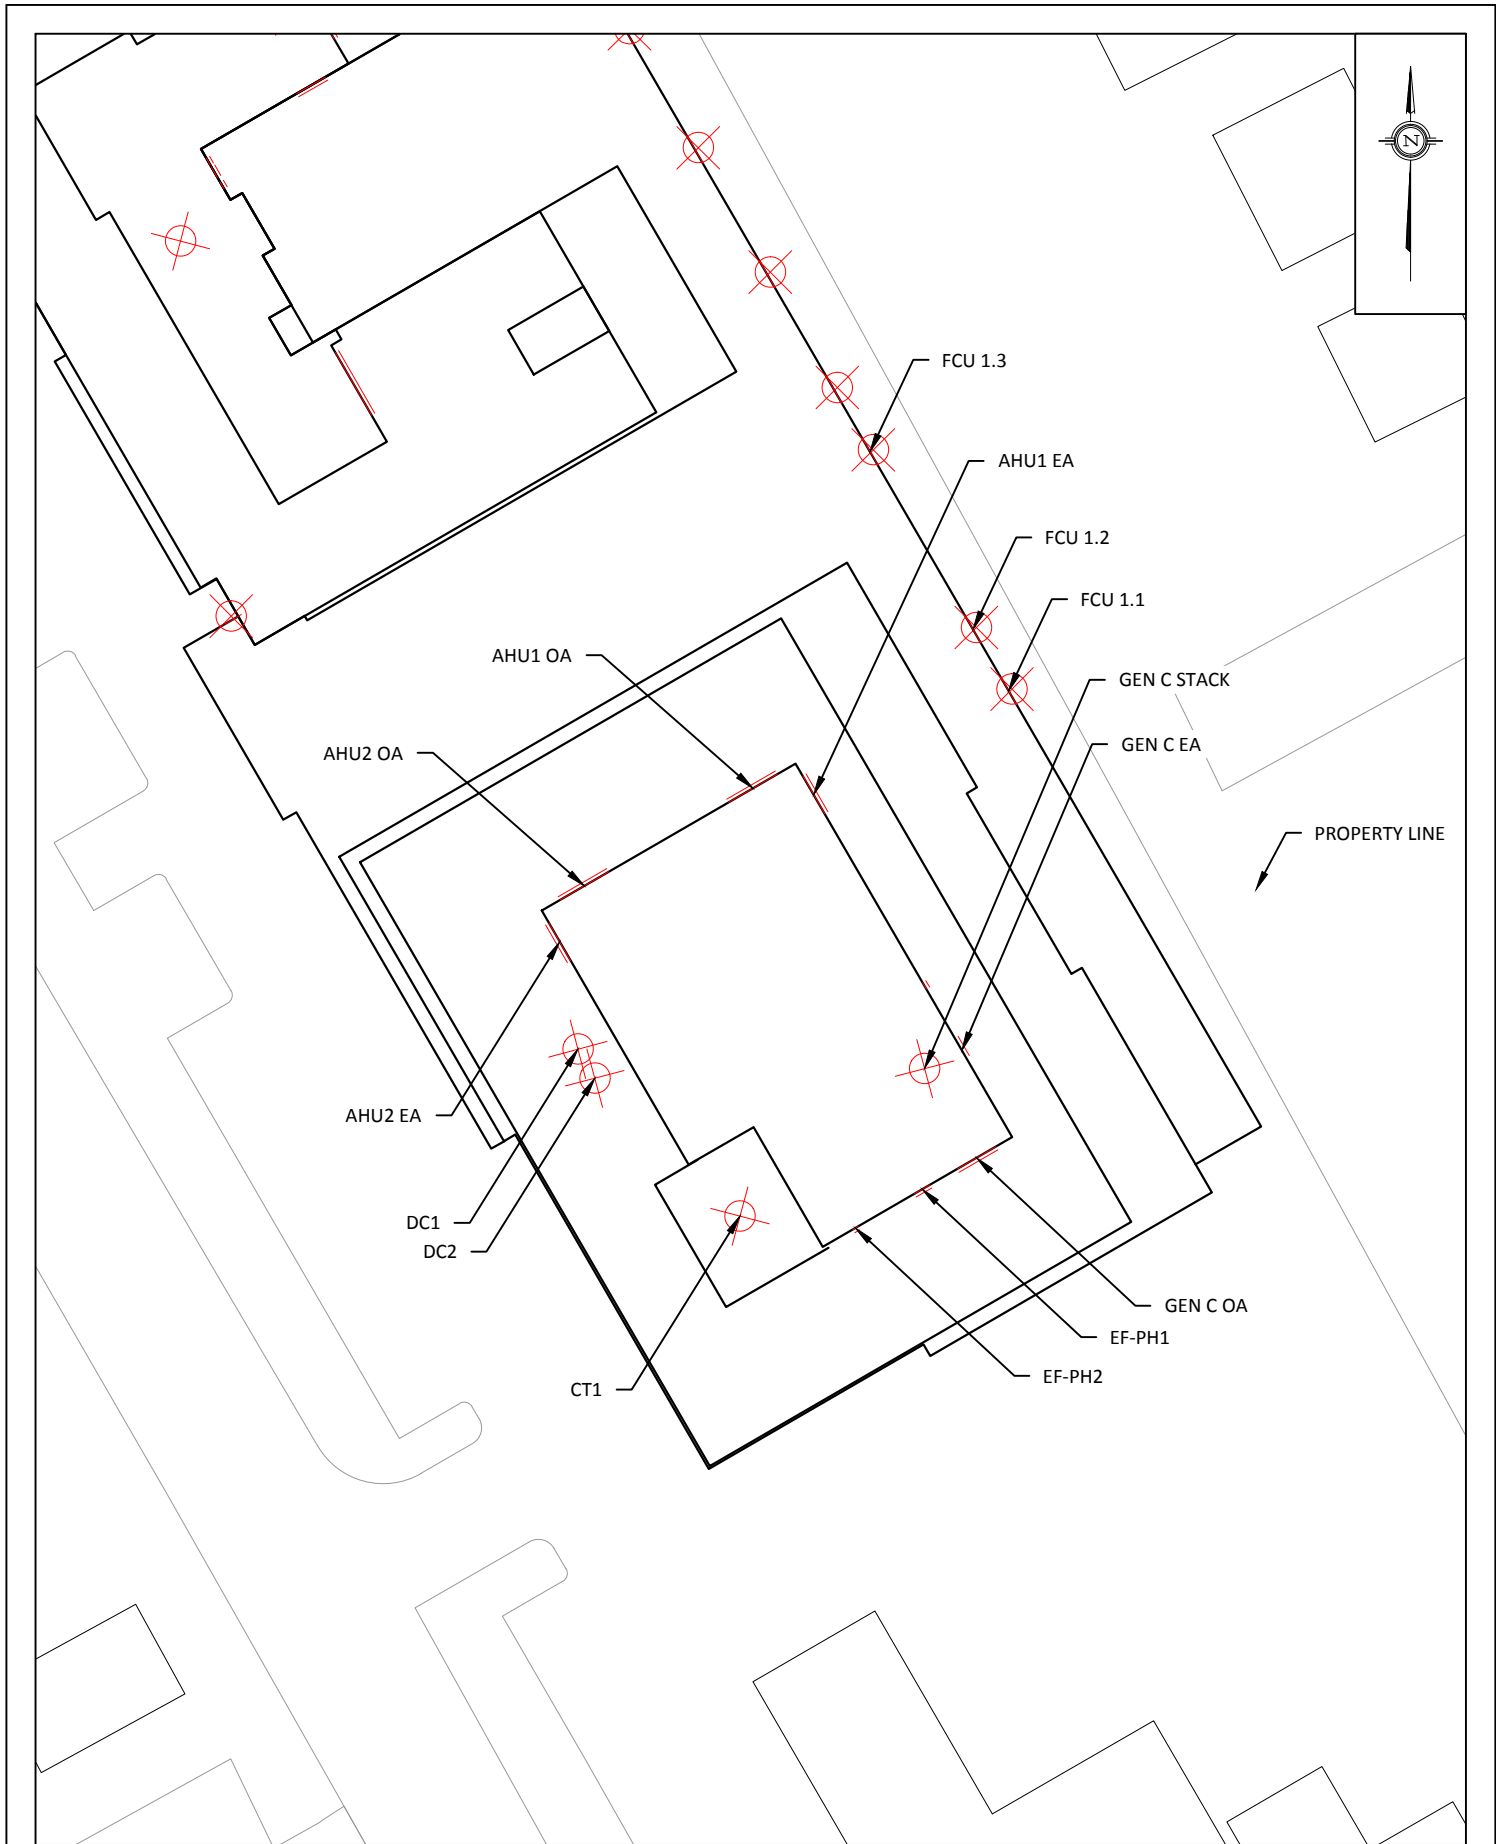 N
FCU 1.3
AHU1 EA
FCU 1.2
FCU 1.1
AHU1 OA
GEN C STACK
GEN C EA
AHU2 OA
PROPERTY LINE
AHU2 EA
DC1
DC2
GEN C OA
EF-PH1
EF-PH2
CT1